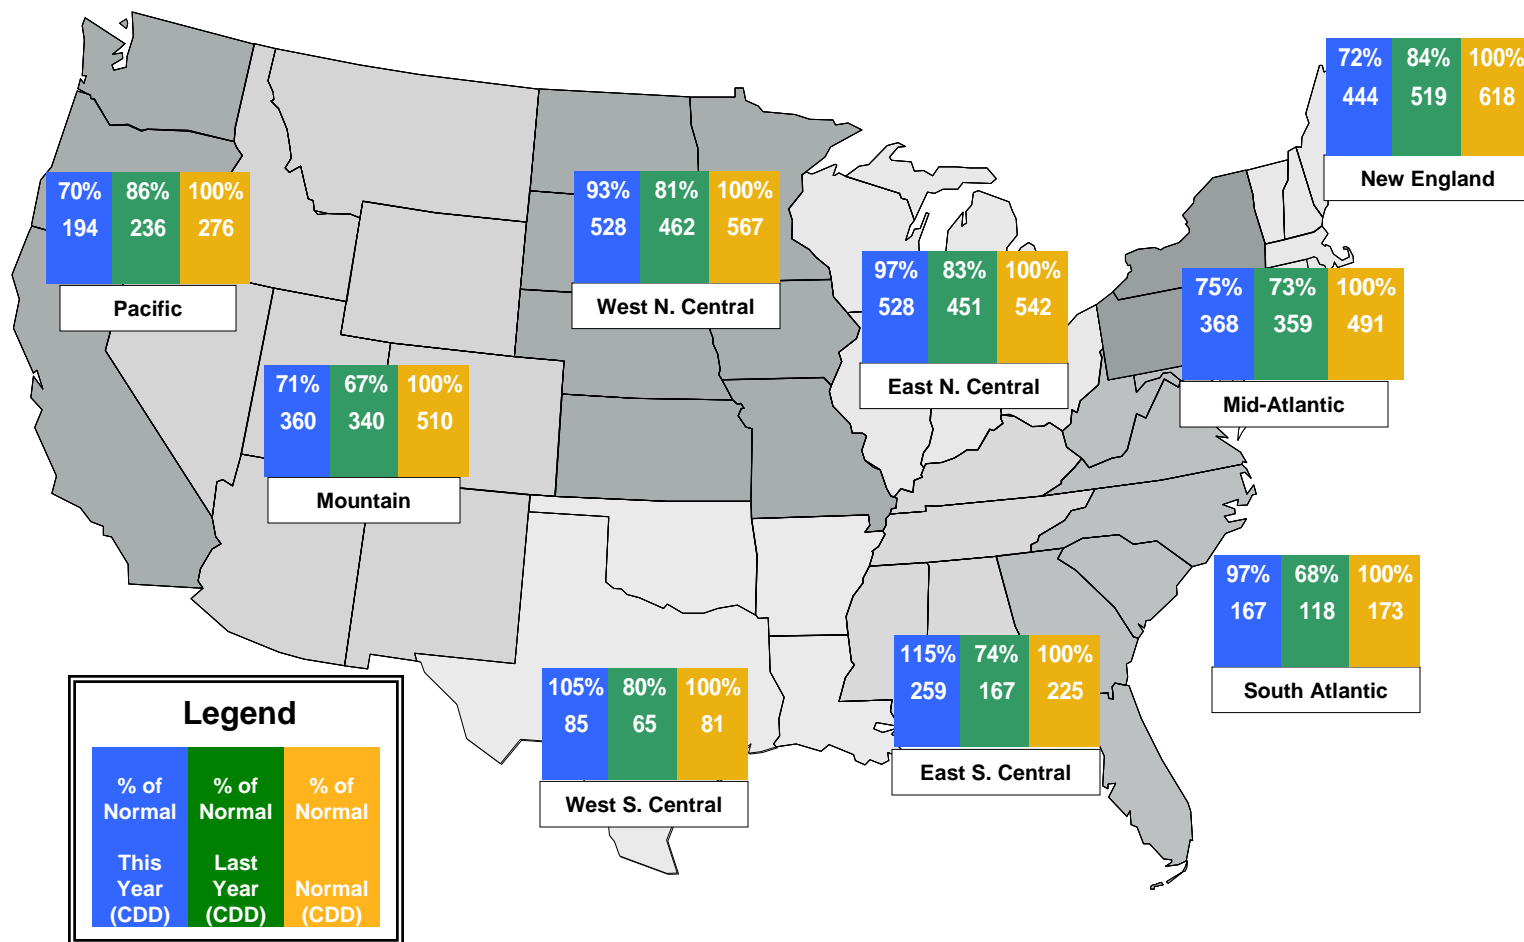 72% 84% 100%
444 519 618
New England
70% 86% 100%
194 236 276
Pacific
93% 81% 100%
528 462 567
West N. Central
97% 83% 100%
528 451 542
East N. Central
75% 73% 100%
368 359 491
Mid-Atlantic
71% 67% 100%
360 340 510
Mountain
97% 68% 100%
167 118 173
South Atlantic
115% 74% 100%
259 167 225
East S. Central
105% 80% 100%
85 65 81
West S. Central
Legend
% of % of % of
Normal Normal Normal
This Last
Year Year Normal
(CDD) (CDD) (CDD)